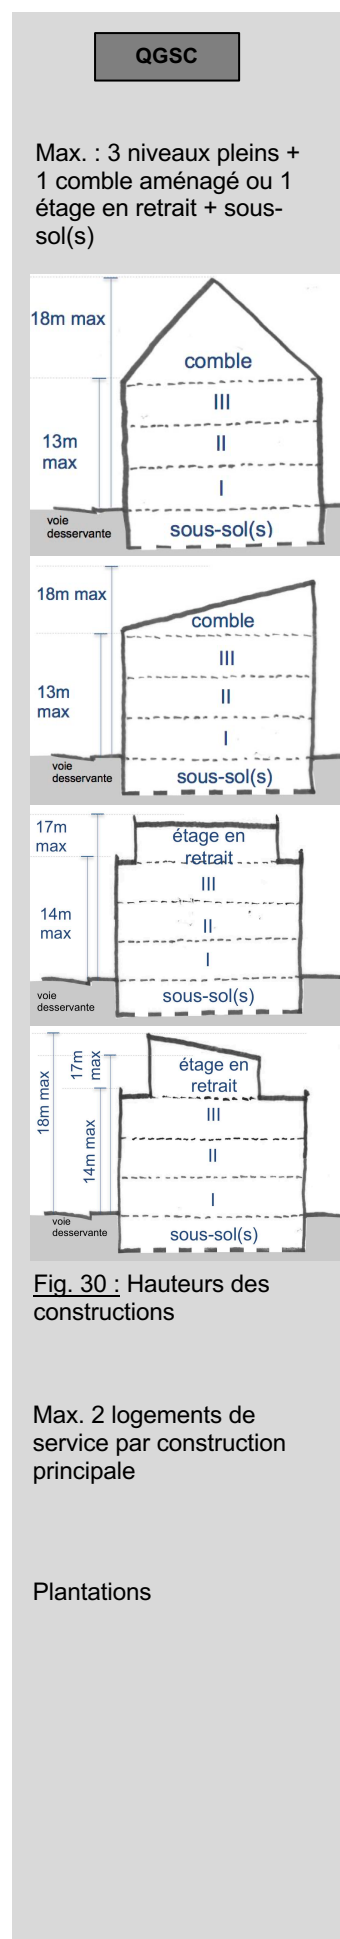 QGSC
Max. : 3 niveaux pleins +
1 comble aménagé ou 1
étage en retrait + sous-
sol(s)
18m max
comble
III
13m
max
II
I
voie
desservante
sous-sol(s)
18m max
comble
III
13m
max
II
I
voie
desservante
sous-sol(s)
17m
max
étage en
retrait
III
14m
max
II
I
voie
desservante
sous-sol(s)
18m max
17m
max
14m max
étage en
retrait
III
II
I
voie
desservante
sous-sol(s)
Fig. 30 : Hauteurs des
constructions
Max. 2 logements de
service par construction
principale
Plantations